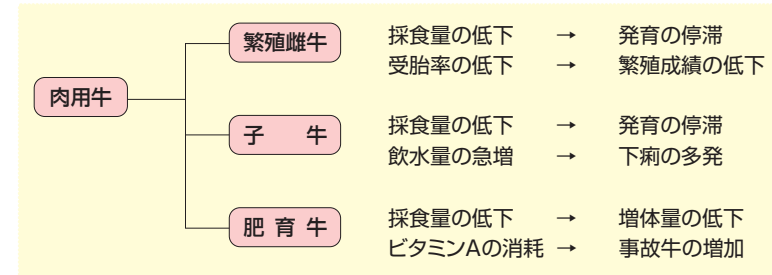 肉用牛
繁殖雌牛
採食量の低下 → 発育の停滞
受胎率の低下 → 繁殖成績の低下
子 牛
採食量の低下 → 発育の停滞
飲水量の急増 → 下痢の多発
肥 育 牛
採食量の低下 → 増体量の低下
ビタミンAの消耗 → 事故牛の増加